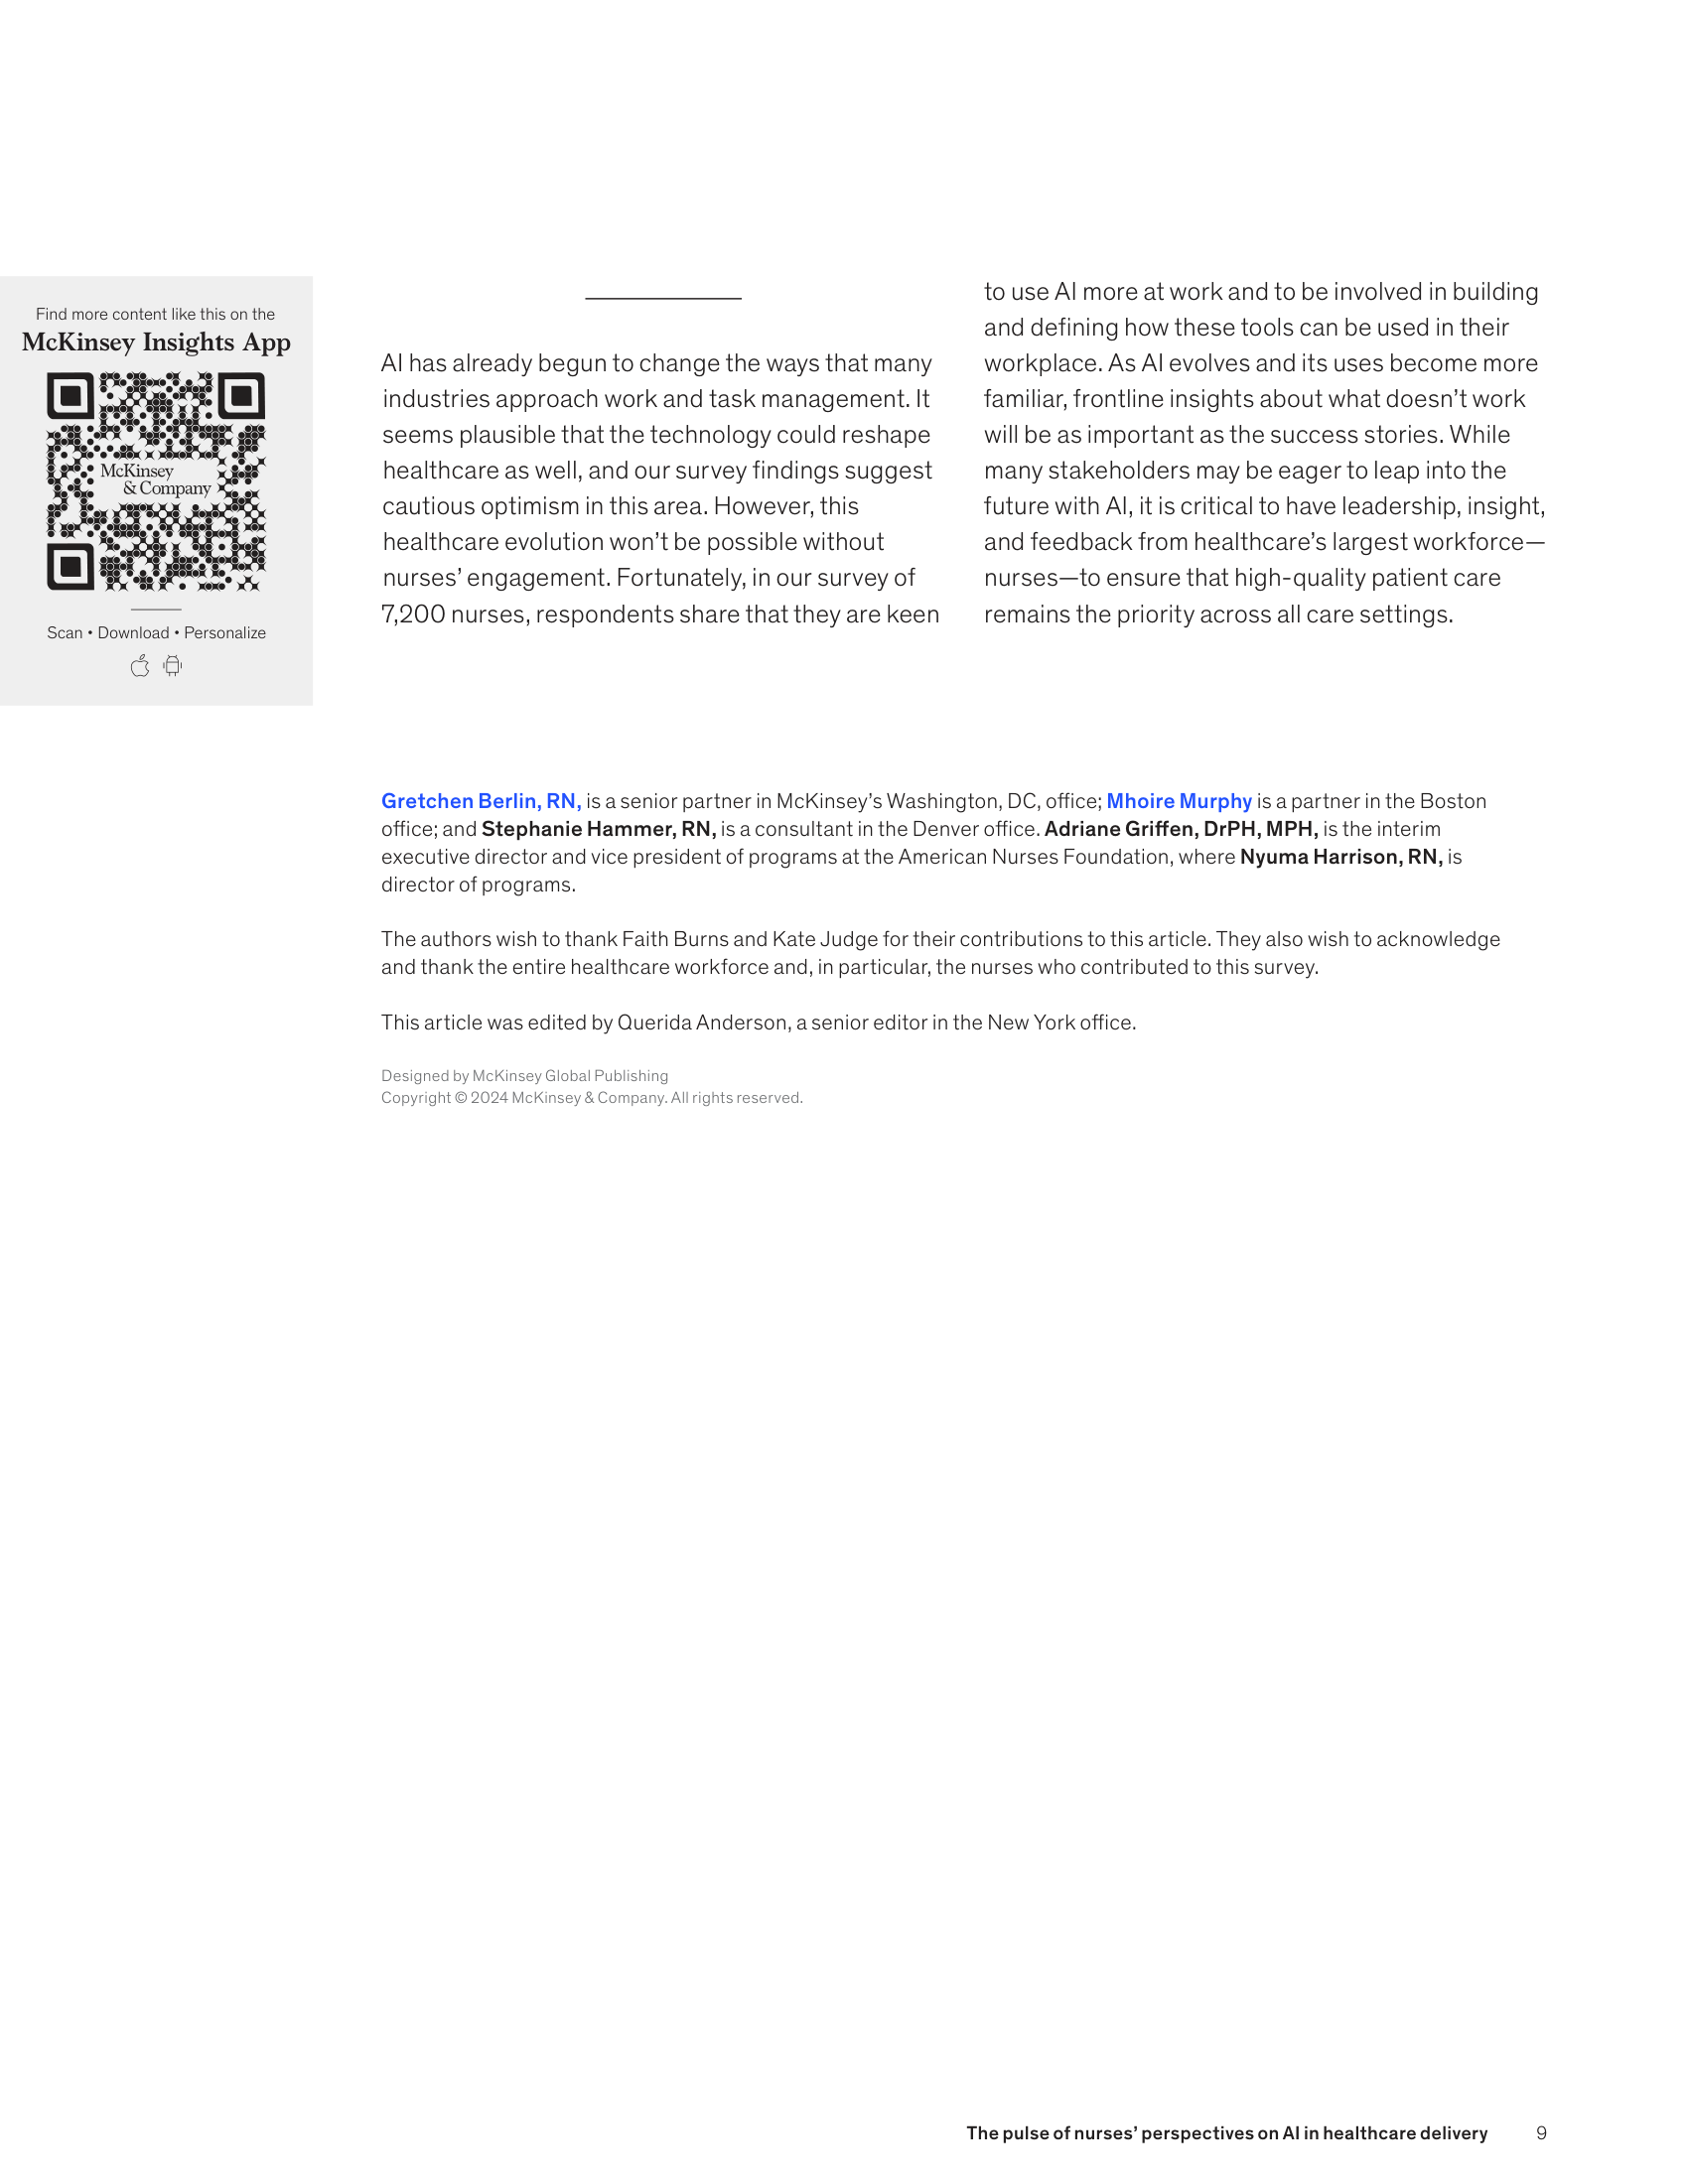 Find more content like this on the
McKinsey Insights App
McKinsey
& Company
Scan • Download • Personalize
AI has already begun to change the ways that many
industries approach work and task management. It
seems plausible that the technology could reshape
healthcare as well, and our survey findings suggest
cautious optimism in this area. However, this
healthcare evolution won’t be possible without
nurses’ engagement. Fortunately, in our survey of
7,200 nurses, respondents share that they are keen
to use AI more at work and to be involved in building
and defining how these tools can be used in their
workplace. As AI evolves and its uses become more
familiar, frontline insights about what doesn’t work
will be as important as the success stories. While
many stakeholders may be eager to leap into the
future with AI, it is critical to have leadership, insight,
and feedback from healthcare’s largest workforce—
nurses—to ensure that high-quality patient care
remains the priority across all care settings.
Gretchen Berlin, RN, is a senior partner in McKinsey’s Washington, DC, office; Mhoire Murphy is a partner in the Boston
office; and Stephanie Hammer, RN, is a consultant in the Denver office. Adriane Griffen, DrPH, MPH, is the interim
executive director and vice president of programs at the American Nurses Foundation, where Nyuma Harrison, RN, is
director of programs.
The authors wish to thank Faith Burns and Kate Judge for their contributions to this article. They also wish to acknowledge
and thank the entire healthcare workforce and, in particular, the nurses who contributed to this survey.
This article was edited by Querida Anderson, a senior editor in the New York office.
Designed by McKinsey Global Publishing
Copyright © 2024 McKinsey & Company. All rights reserved.
The pulse of nurses’ perspectives on AI in healthcare delivery 9